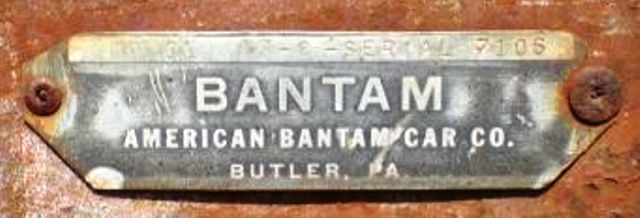 SERIAL 7106
BANTAM
AMERICAN BANTAM CAR CO.
BUTLER, PA